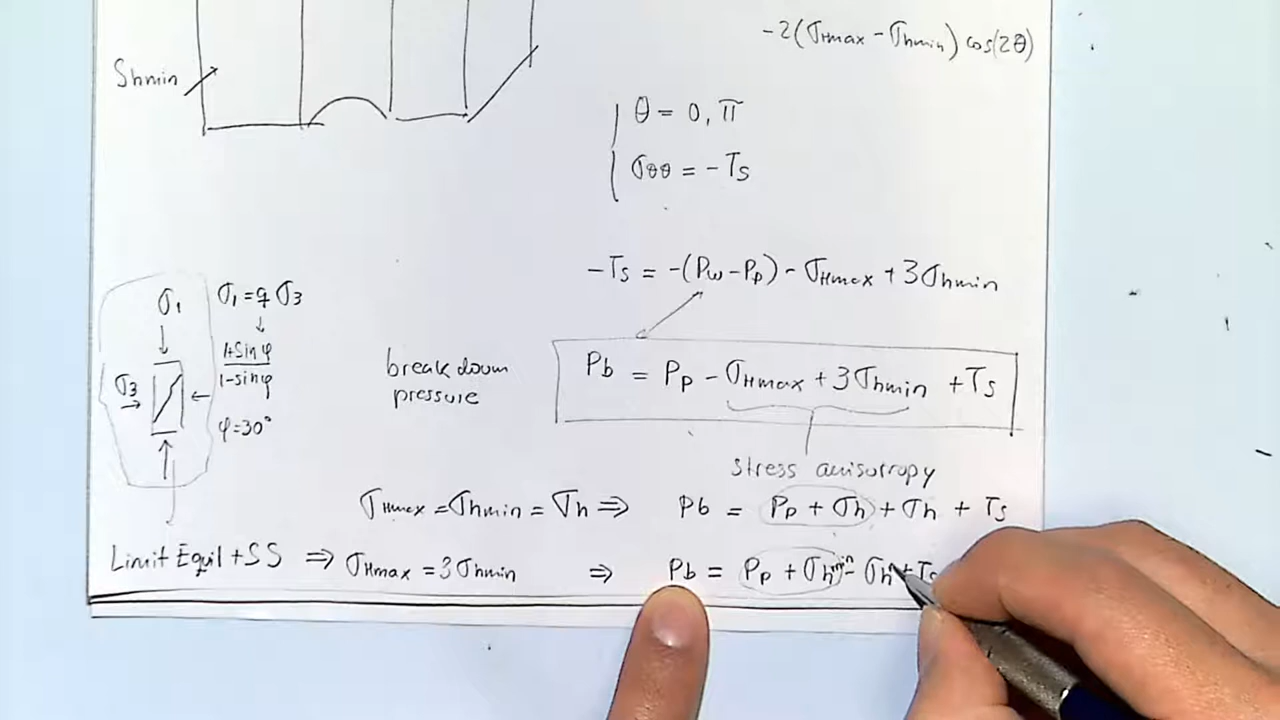 -2(σHmax - σhmin) cos(2θ)
Shmin
θ = 0, π
σθθ = -Ts
-Ts = -(Pw - Pp) - σHmax + 3σhmin
σ1
σ1 = q σ3
↓
↓
1+sinφ
1-sinφ
σ3
→
←
φ=30°
↑
break down
pressure
Pb = Pp - σHmax + 3σhmin + Ts
stress anisotropy
σHmax = σhmin = σh ⇒ Pb = Pp + σh + σh + Ts
Limit Equil + SS ⇒ σHmax = 3σhmin ⇒ Pb = Pp + σhmin - σh + Ts